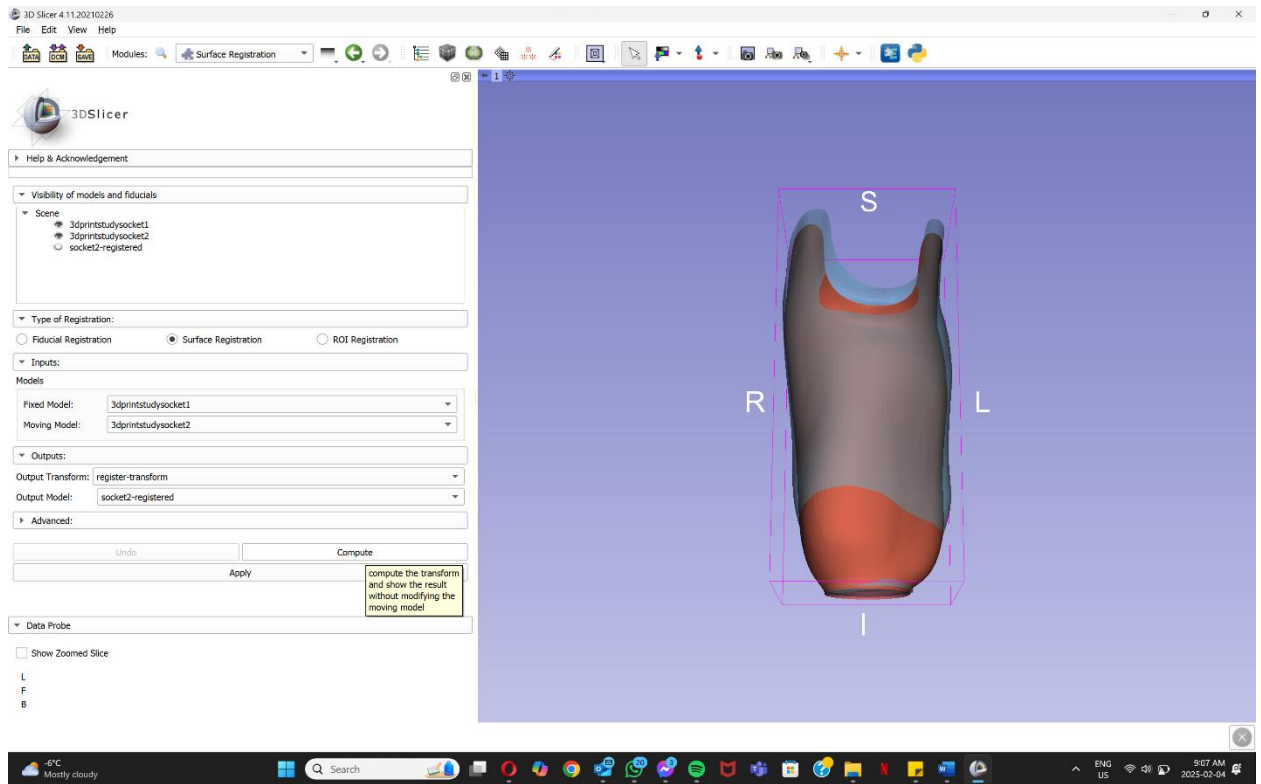 3D Slicer 4.11.20210226
File Edit View Help
DATA DCM SAVE Modules: Surface Registration
1
3DSlicer
Help & Acknowledgement
Visibility of models and fiducials
Scene
3dprintstudysocket1
3dprintstudysocket2
socket2-registered
Type of Registration:
Fiducial Registration Surface Registration ROI Registration
Inputs:
Models
Fixed Model: 3dprintstudysocket1
Moving Model: 3dprintstudysocket2
Outputs:
Output Transform: register-transform
Output Model: socket2-registered
Advanced:
Undo Compute
Apply
compute the transform
and show the result
without modifying the
moving model
Data Probe
Show Zoomed Slice
L
F
B
S
R L
I
-6°C
Mostly cloudy
Search
20
3
ENG
US
9:07 AM
2025-02-04